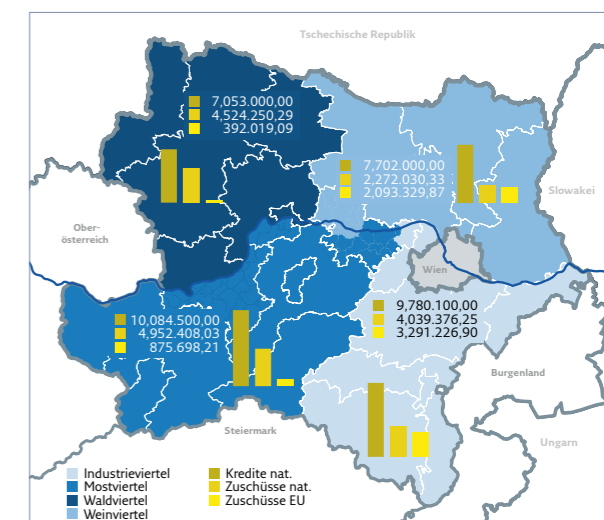 Tschechische Republik
7,053.000,00
4,524.250,29
392.019,09
7,702.000,00
2,272.030,33
2,093.329,87
Slowakei
Ober-
österreich
Wien
10,084.500,00
4,952.408,03
875.698,21
9,780.100,00
4,039.376,25
3,291.226,90
Burgenland
Steiermark
Ungarn
Industrieviertel
Mostviertel
Waldviertel
Weinviertel
Kredite nat.
Zuschüsse nat.
Zuschüsse EU